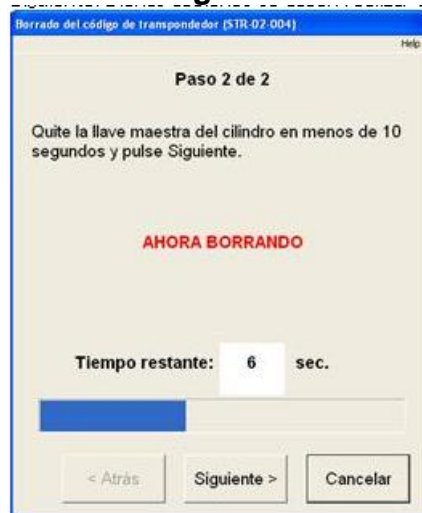 Borrado del código de transpondedor (STR-02-004)
Help
Paso 2 de 2
Quite la llave maestra del cilindro en menos de 10
segundos y pulse Siguiente.
AHORA BORRANDO
Tiempo restante: 6 sec.
< Atrás Siguiente > Cancelar